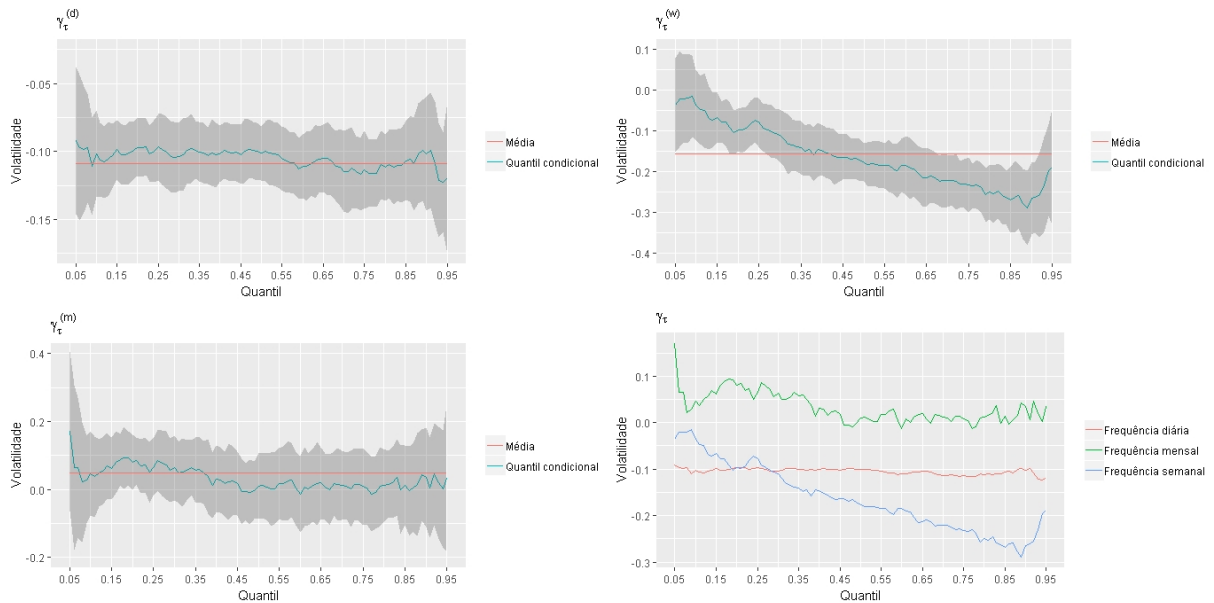 γτ(d)
Volatilidade
-0.05
-0.10
-0.15
0.05 0.15 0.25 0.35 0.45 0.55 0.65 0.75 0.85 0.95
Quantil
Média
Quantil condicional
γτ(w)
Volatilidade
0.1
0.0
-0.1
-0.2
-0.3
-0.4
0.05 0.15 0.25 0.35 0.45 0.55 0.65 0.75 0.85 0.95
Quantil
Média
Quantil condicional
γτ(m)
Volatilidade
0.4
0.2
0.0
-0.2
0.05 0.15 0.25 0.35 0.45 0.55 0.65 0.75 0.85 0.95
Quantil
Média
Quantil condicional
γτ
Volatilidade
0.1
0.0
-0.1
-0.2
-0.3
0.05 0.15 0.25 0.35 0.45 0.55 0.65 0.75 0.85 0.95
Quantil
Frequência diária
Frequência mensal
Frequência semanal